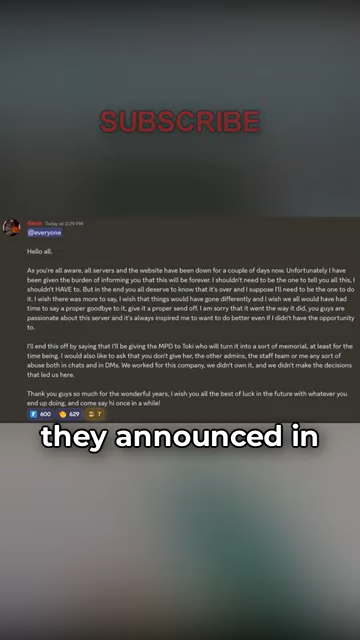 SUBSCRIBE
Today at 3:29 PM
@everyone
Hello all,
As you're all aware, all servers and the website have been down for a couple of days now. Unfortunately I have
been given the burden of informing you that this will be forever. I shouldn't need to be the one to tell you all this, I
shouldn't HAVE to. But in the end you all deserve to know that it's over and I suppose I'll need to be the one to do
it. I wish there was more to say, I wish that things would have gone differently and I wish we all would have had
time to say a proper goodbye to it, give it a proper send off. I am sorry that it went the way it did, you guys are
passionate about this server and it's always inspired me to want to do better even if I didn't have the opportunity
to.
I'll end this off by saying that I'll be giving the MPD to Toki who will turn it into a sort of memorial, at least for the
time being. I would also like to ask that you don't give her, the other admins, the staff team or me any sort of
abuse both in chats and in DMs. We worked for this company, we didn't own it, and we didn't make the decisions
that led us here.
Thank you guys so much for the wonderful years, I wish you all the best of luck in the future with whatever you
end up doing, and come say hi once in a while!
F 600 629 7
they announced in